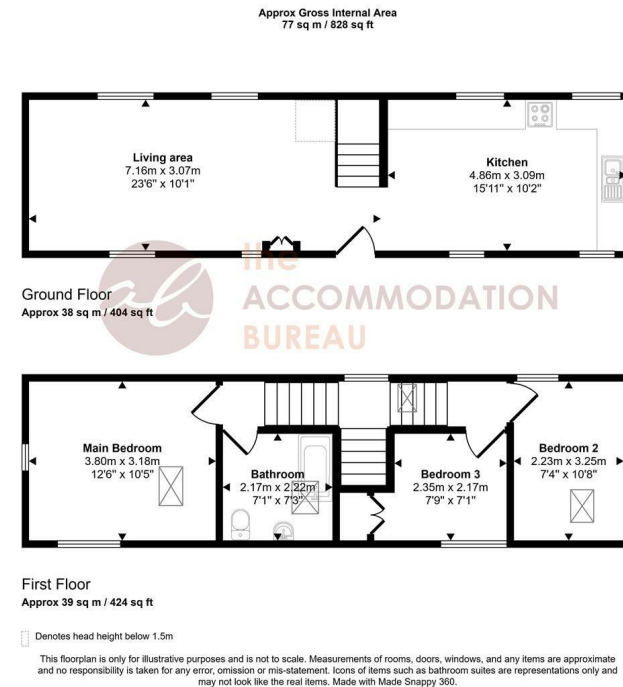 Approx Gross Internal Area
77 sq m / 828 sq ft
Living area
7.16m x 3.07m
23'6" x 10'1"
Kitchen
4.86m x 3.09m
15'11" x 10'2"
Ground Floor
Approx 38 sq m / 404 sq ft
ah
the
ACCOMMODATION
BUREAU
Main Bedroom
3.80m x 3.18m
12'6" x 10'5"
Bathroom
2.17m x 2.22m
7'1" x 7'3"
Bedroom 3
2.35m x 2.17m
7'9" x 7'1"
Bedroom 2
2.23m x 3.25m
7'4" x 10'8"
First Floor
Approx 39 sq m / 424 sq ft
Denotes head height below 1.5m
This floorplan is only for illustrative purposes and is not to scale. Measurements of rooms, doors, windows, and any items are approximate
and no responsibility is taken for any error, omission or mis-statement. Icons of items such as bathroom suites are representations only and
may not look like the real items. Made with Made Snappy 360.